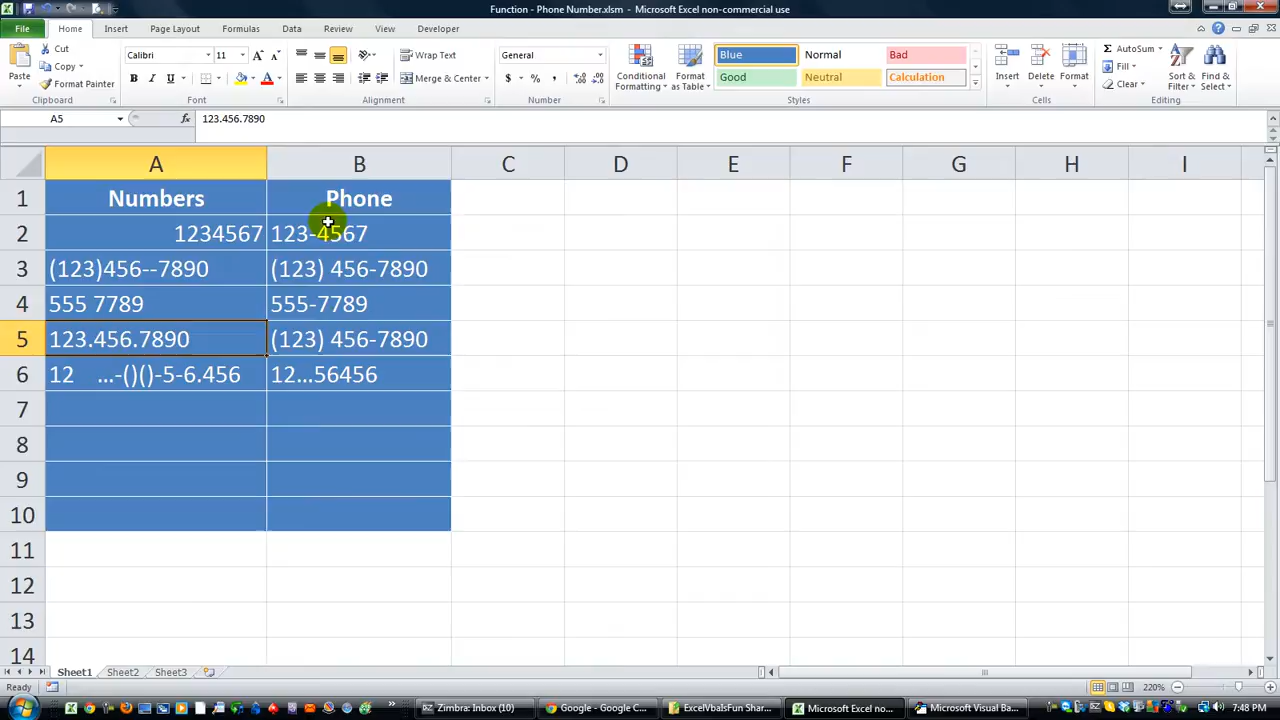 Function - Phone Number.xlsm - Microsoft Excel non-commercial use
File Home Insert Page Layout Formulas Data Review View Developer
Paste
Cut
Copy
Format Painter
Clipboard
Calibri 11
B I U
Font
Wrap Text
Merge & Center
Alignment
General
$ % ,
Number
Conditional Formatting
Format as Table
Blue Normal Bad
Good Neutral Calculation
Styles
Insert Delete Format
Cells
AutoSum
Fill
Clear
Sort & Filter
Find & Select
Editing
A5 fx 123.456.7890
A B C D E F G H I
1 Numbers Phone
2 1234567 123-4567
3 (123)456--7890 (123) 456-7890
4 555 7789 555-7789
5 123.456.7890 (123) 456-7890
6 12 ...-()()-5-6.456 12...56456
7
8
9
10
11
12
13
14
Sheet1 Sheet2 Sheet3
Ready 220%
Zimbra: Inbox (10) Google - Google C... ExcelVbaIsFun Shar... Microsoft Excel no... Microsoft Visual Ba... 7:48 PM